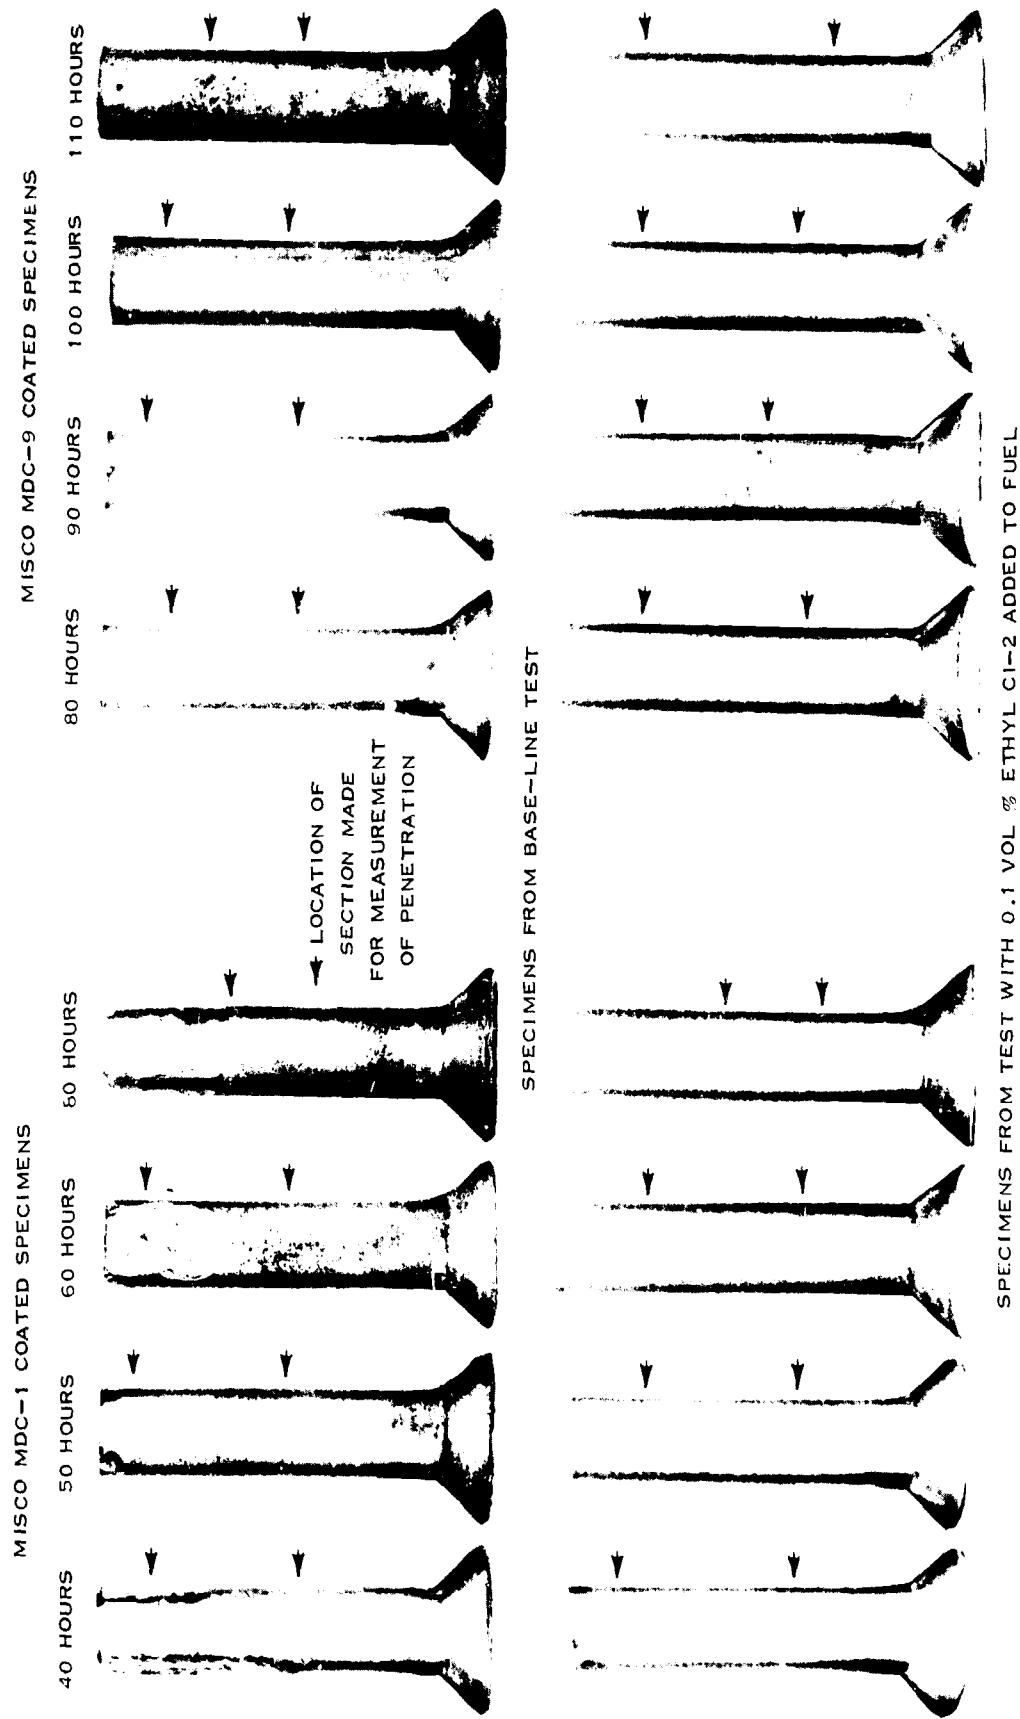 MISCO MDC-1 COATED SPECIMENS
MISCO MDC-9 COATED SPECIMENS
40 HOURS
50 HOURS
60 HOURS
80 HOURS
80 HOURS
90 HOURS
100 HOURS
110 HOURS
LOCATION OF
SECTION MADE
FOR MEASUREMENT
OF PENETRATION
SPECIMENS FROM BASE-LINE TEST
SPECIMENS FROM TEST WITH 0.1 VOL % ETHYL CI-2 ADDED TO FUEL